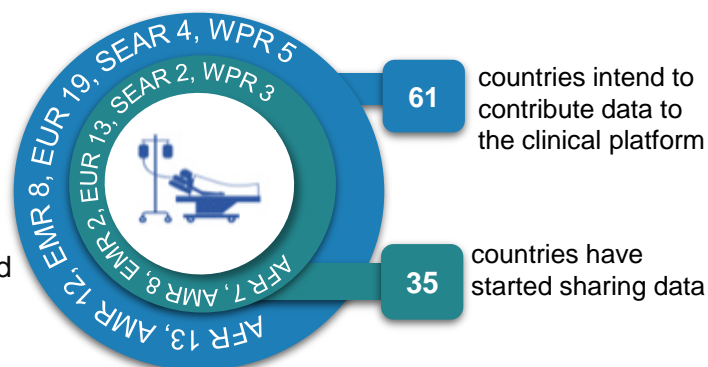 AFR 13, AMR 12, EMR 8, EUR 19, SEAR 4, WPR 5
AFR 7, AMR 8, EMR 2, EUR 13, SEAR 2, WPR 3
61
countries intend to
contribute data to
the clinical platform
35
countries have
started sharing data
d